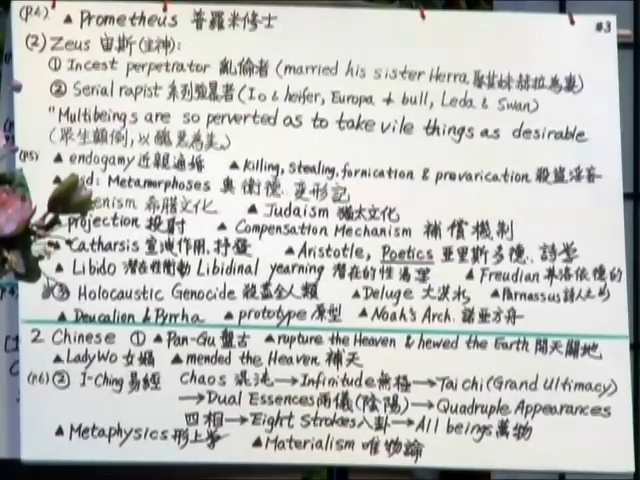 (P4) ▲Prometheus 普羅米修士 #3
(2) Zeus 宙斯(主神):
① Incest perpetrator 亂倫者 (married his sister Herra, 娶其妹赫拉為妻)
② Serial rapist 系列強暴者 (Io & heifer, Europa + bull, Leda & Swan)
"Multibeings are so perverted as to take vile things as desirable
(眾生顛倒,以醜惡為美)
(P5) ▲endogamy 近親通婚 ▲Killing, Stealing, fornication & prevarication 殺盜淫妄
id: Metamorphoses 奧衛德 變形記
enism 希臘文化 ▲Judaism 猶太文化
projection 投射 ▲Compensation Mechanism 補償機制
Catharsis 宣洩作用, 抒發 ▲Aristotle, Poetics 亞里斯多德, 詩學
▲Libido 潛在性衝動 Libidinal yearning 潛在的性渴望 ▲Freudian 弗洛依德的
③ Holocaustic Genocide 殺盡全人類 ▲Deluge 大洪水 ▲Parnassus 詩人之山
▲Deucalion & Pyrrha ▲prototype 原型 ▲Noah's Arch. 諾亞方舟
2 Chinese ① ▲Pan-Gu 盤古 ▲rupture the Heaven & hewed the Earth 開天闢地
▲Lady Wo 女媧 ▲mended the Heaven 補天
(P6) ② I-Ching 易經 Chaos 混沌→Infinitude 無極→Tai chi (Grand Ultimacy)
→Dual Essences 兩儀(陰陽)→Quadruple Appearances
四相→Eight Strokes 八卦→All beings 萬物
▲Metaphysics 形上學 ▲Materialism 唯物論